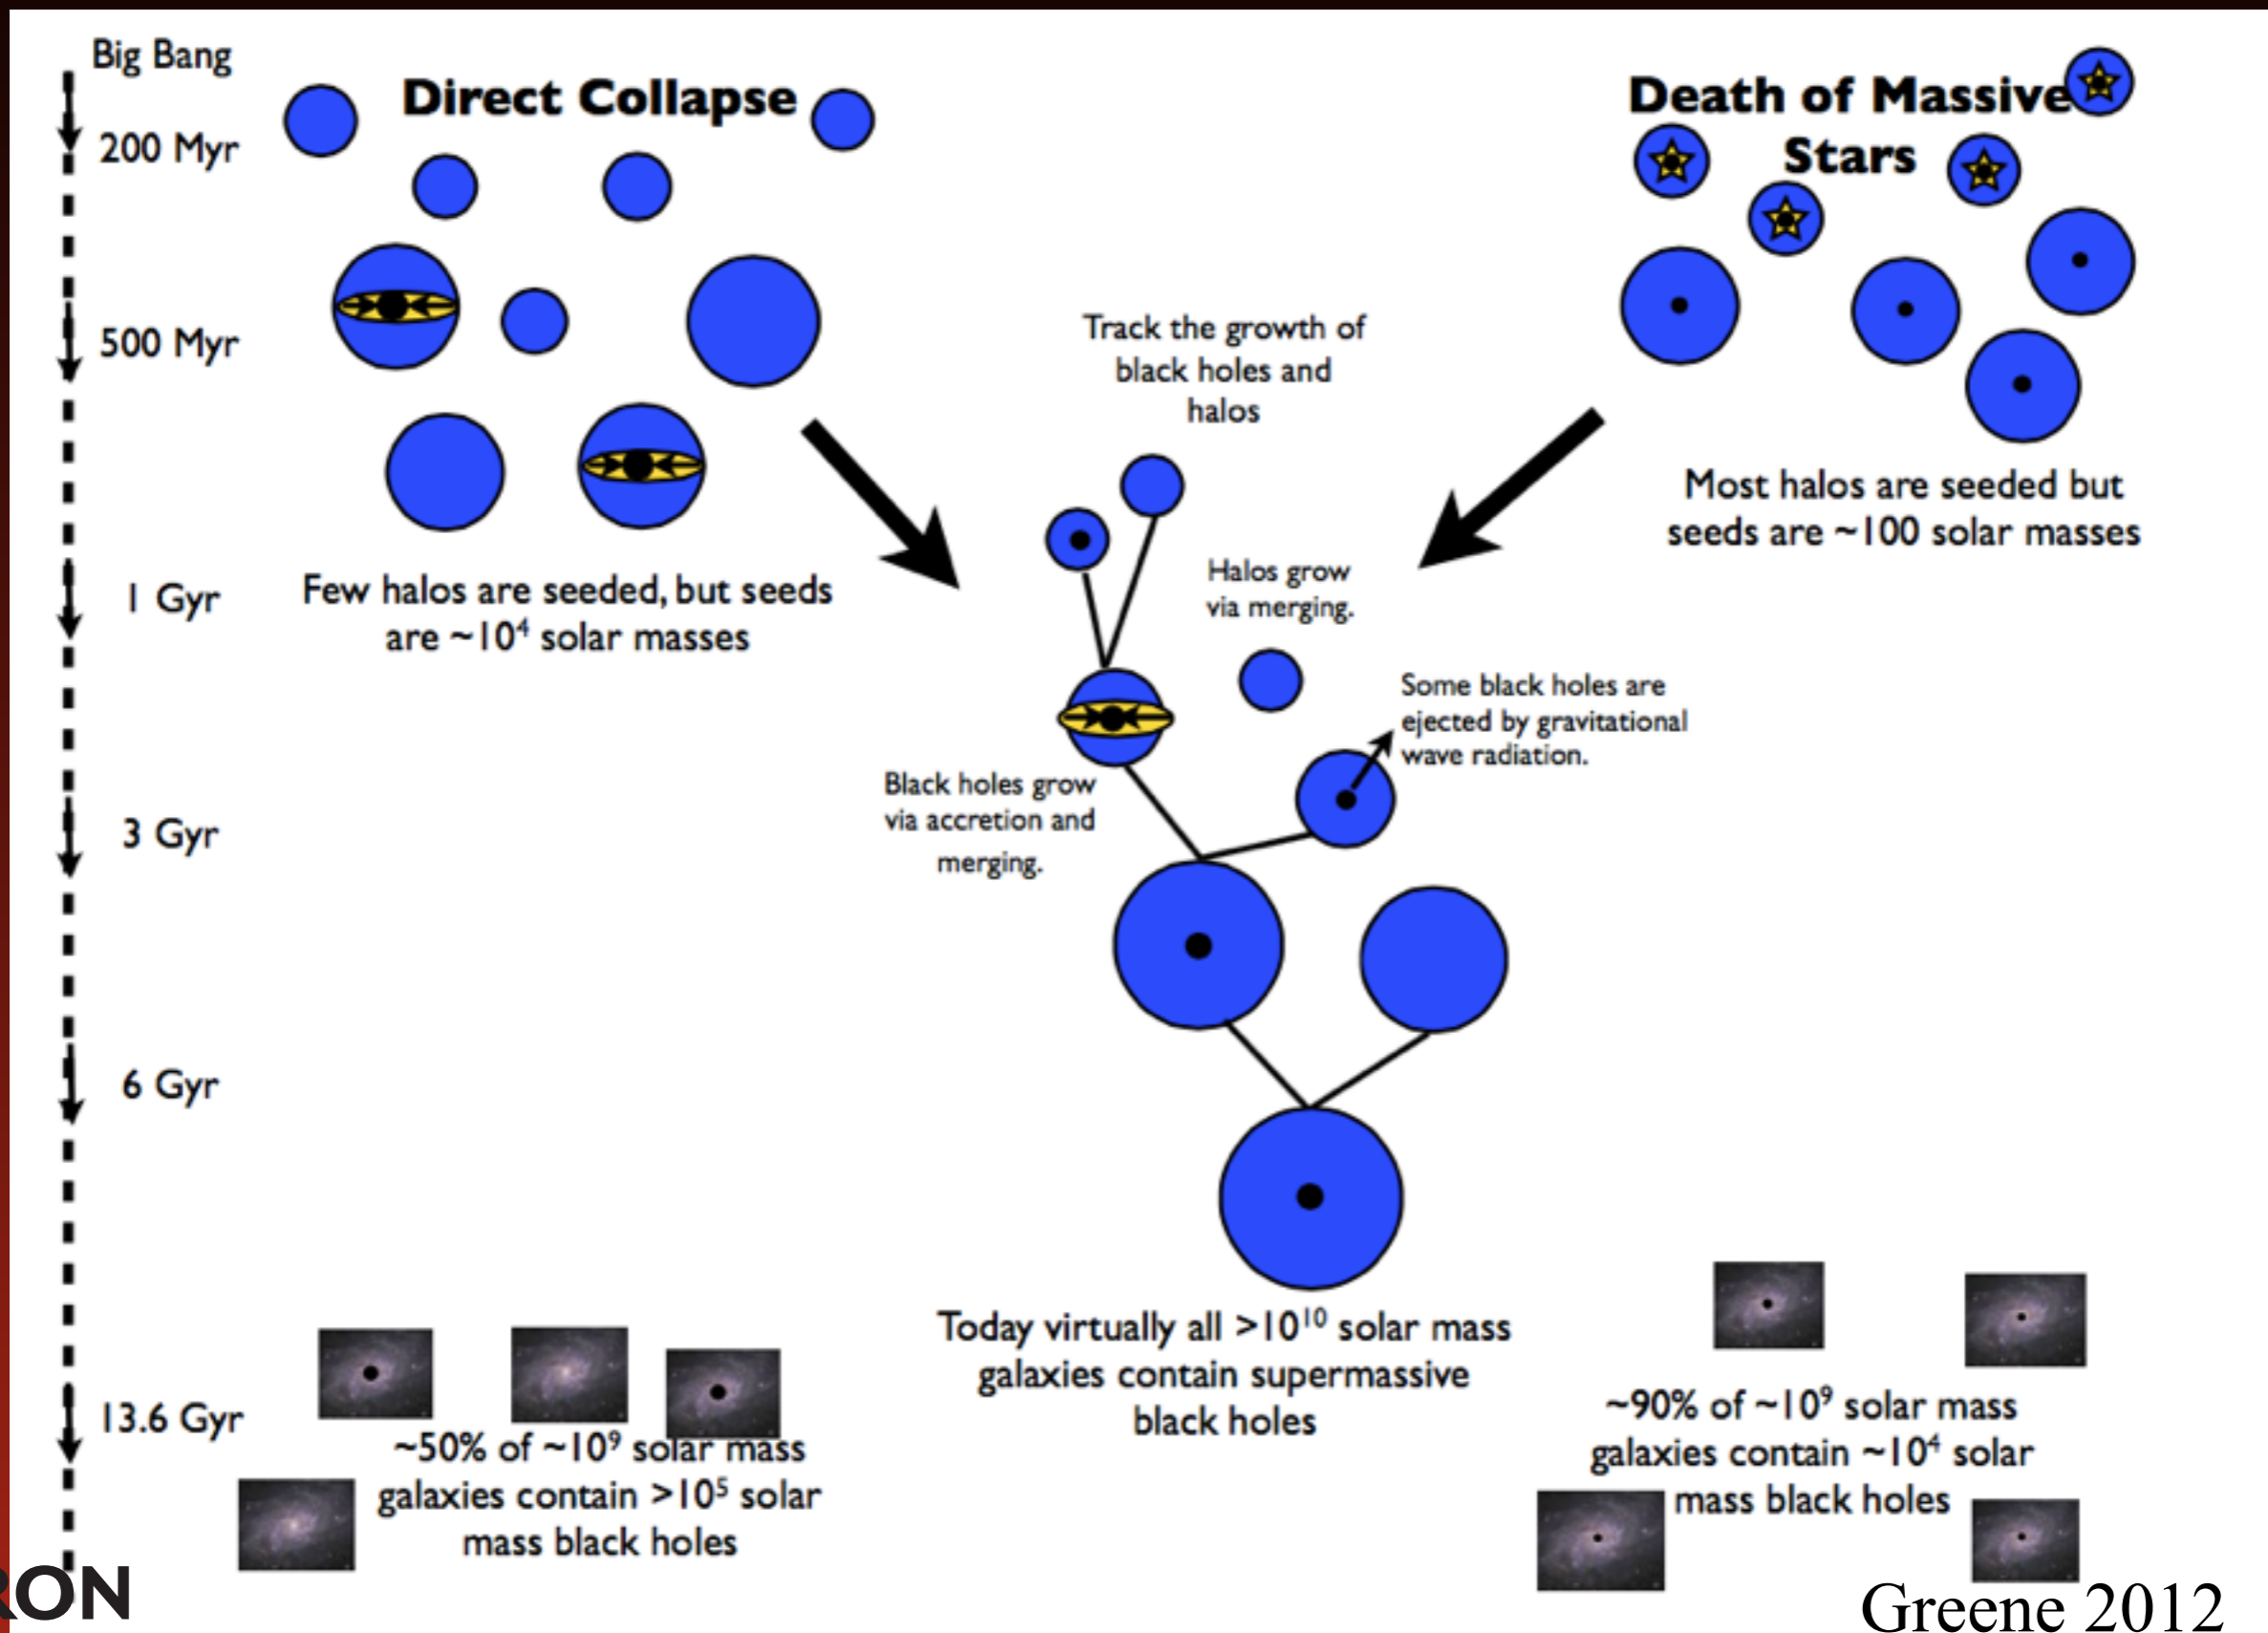 Big Bang
200 Myr
500 Myr
1 Gyr
3 Gyr
6 Gyr
13.6 Gyr
Direct Collapse
Few halos are seeded, but seeds
are ~10⁴ solar masses
Death of Massive
Stars
Most halos are seeded but
seeds are ~100 solar masses
Track the growth of
black holes and
halos
Halos grow
via merging.
Some black holes are
ejected by gravitational
wave radiation.
Black holes grow
via accretion and
merging.
Today virtually all >10¹⁰ solar mass
galaxies contain supermassive
black holes
~50% of ~10⁹ solar mass
galaxies contain >10⁵ solar
mass black holes
~90% of ~10⁹ solar mass
galaxies contain ~10⁴ solar
mass black holes
RON
Greene 2012